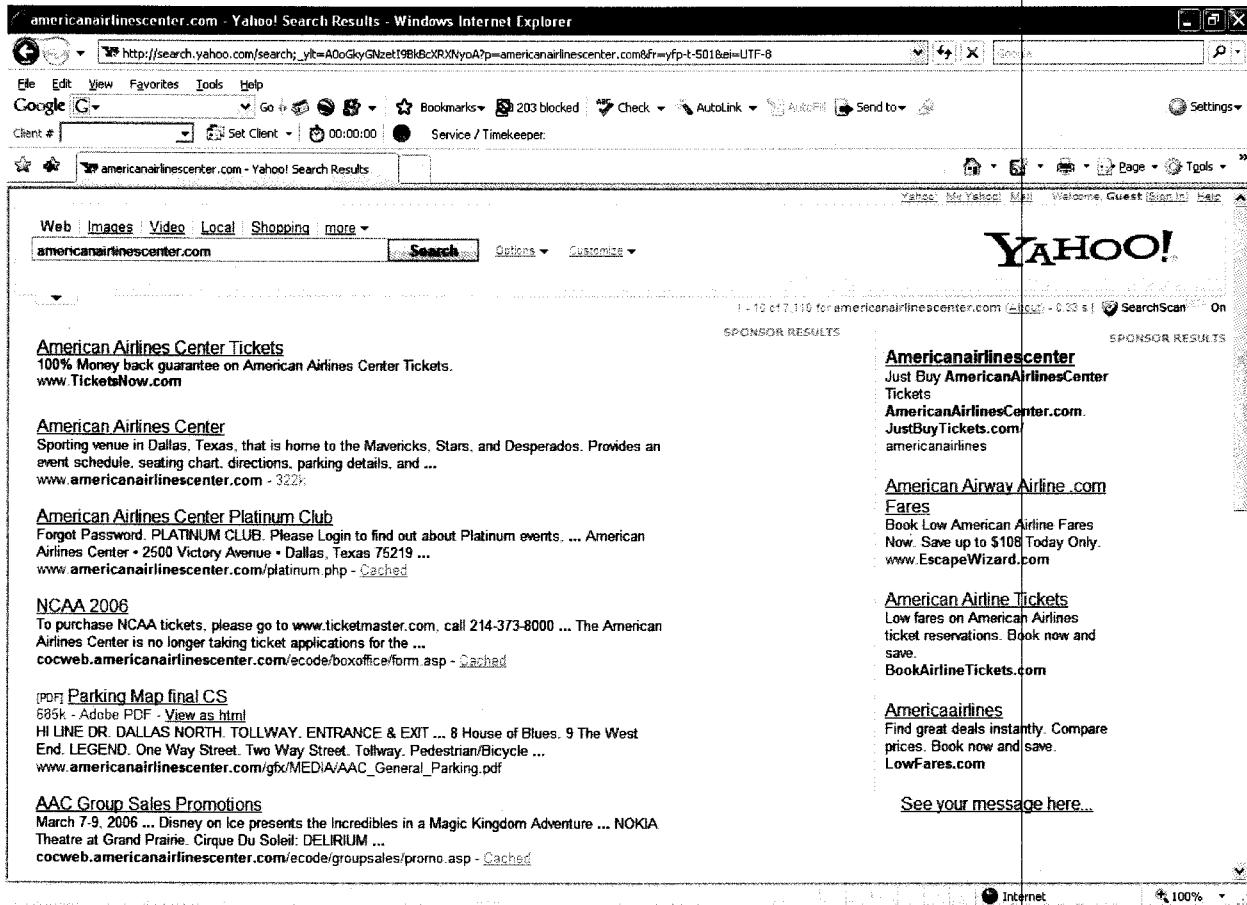 americanairlinescenter.com - Yahoo! Search Results - Windows Internet Explorer
http://search.yahoo.com/search;_ylt=A0oGkyGNzetI9BkBcXRXNyoA?p=americanairlinescenter.com&fr=yfp-t-501&ei=UTF-8
Google
File Edit View Favorites Tools Help
Google G Go Bookmarks 203 blocked Check AutoLink AutoFill Send to Settings
Client # Set Client 00:00:00 Service / Timekeeper:
americanairlinescenter.com - Yahoo! Search Results
Page Tools »
Yahoo! My Yahoo! Mail Welcome, Guest [Sign In] Help
Web Images Video Local Shopping more
americanairlinescenter.com Search Options Customize
YAHOO!
1 - 10 of 7,110 for americanairlinescenter.com (About) - 0.33 s | SearchScan On
SPONSOR RESULTS
American Airlines Center Tickets
100% Money back guarantee on American Airlines Center Tickets.
www.TicketsNow.com
American Airlines Center
Sporting venue in Dallas, Texas, that is home to the Mavericks, Stars, and Desperados. Provides an
event schedule, seating chart, directions, parking details, and ...
www.americanairlinescenter.com - 322k
American Airlines Center Platinum Club
Forgot Password. PLATINUM CLUB. Please Login to find out about Platinum events, ... American
Airlines Center • 2500 Victory Avenue • Dallas, Texas 75219 ...
www.americanairlinescenter.com/platinum.php - Cached
NCAA 2006
To purchase NCAA tickets, please go to www.ticketmaster.com, call 214-373-8000 ... The American
Airlines Center is no longer taking ticket applications for the ...
cocweb.americanairlinescenter.com/ecode/boxoffice/form.asp - Cached
[PDF] Parking Map final CS
685k - Adobe PDF - View as html
HI LINE DR. DALLAS NORTH. TOLLWAY. ENTRANCE & EXIT ... 8 House of Blues. 9 The West
End. LEGEND. One Way Street. Two Way Street. Tollway. Pedestrian/Bicycle ...
www.americanairlinescenter.com/gfx/MEDIA/AAC_General_Parking.pdf
AAC Group Sales Promotions
March 7-9, 2006 ... Disney on Ice presents the Incredibles in a Magic Kingdom Adventure ... NOKIA
Theatre at Grand Prairie. Cirque Du Soleil: DELIRIUM ...
cocweb.americanairlinescenter.com/ecode/groupsales/promo.asp - Cached
SPONSOR RESULTS
Americanairlinescenter
Just Buy AmericanAirlinesCenter
Tickets
AmericanAirlinesCenter.com.
JustBuyTickets.com/
americanairlines
American Airway Airline .com
Fares
Book Low American Airline Fares
Now. Save up to $108 Today Only.
www.EscapeWizard.com
American Airline Tickets
Low fares on American Airlines
ticket reservations. Book now and
save.
BookAirlineTickets.com
Americaairlines
Find great deals instantly. Compare
prices. Book now and save.
LowFares.com
See your message here...
Internet 100%